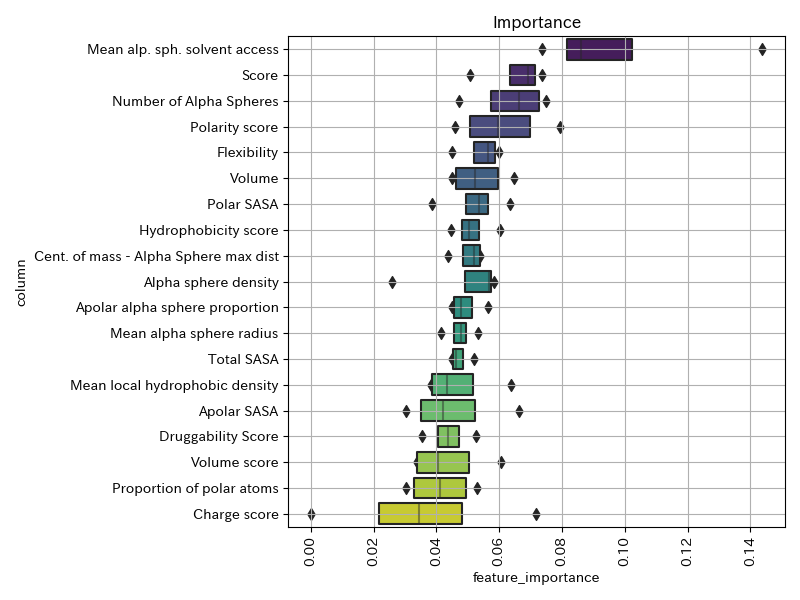 Importance
Mean alp. sph. solvent access
Score
Number of Alpha Spheres
Polarity score
Flexibility
Volume
Polar SASA
Hydrophobicity score
Cent. of mass - Alpha Sphere max dist
Alpha sphere density
Apolar alpha sphere proportion
Mean alpha sphere radius
Total SASA
Mean local hydrophobic density
Apolar SASA
Druggability Score
Volume score
Proportion of polar atoms
Charge score
column
0.00 0.02 0.04 0.06 0.08 0.10 0.12 0.14
feature_importance